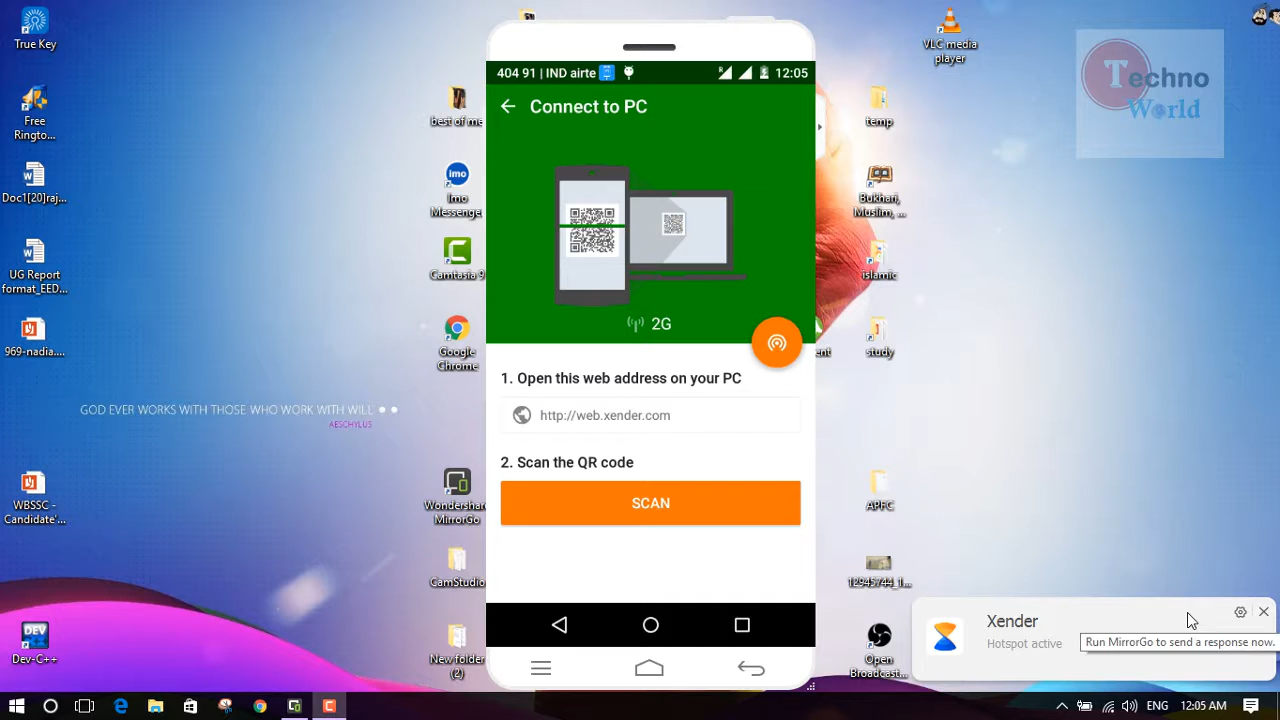 True Key
Free
Ringto...
Doc1[20]raj...
UG Report
format_EED...
969-nadia....
GOD EVER WORKS WITH THOSE WHO WORK WITH WILL
AESCHYLUS
WBSSC -
Candidate'...
Dev-C++
best of me
imo
Imo
Messenge
Camtasia 9
Google
Chrome
Wondershar
MirrorGo
CamStudio
New folder
(2)
404 91 | IND airte
R
12:05
Connect to PC
2G
1. Open this web address on your PC
http://web.xender.com
2. Scan the QR code
SCAN
VLC media
player
temp
Bukhari,
Muslim, ...
islamic
ent
study
APFC
12945744_1...
Open
Broadcast...
Techno
World
Xender
Hotspot active
Run MirrorGo to send a response now.
ENG
12:05 AM